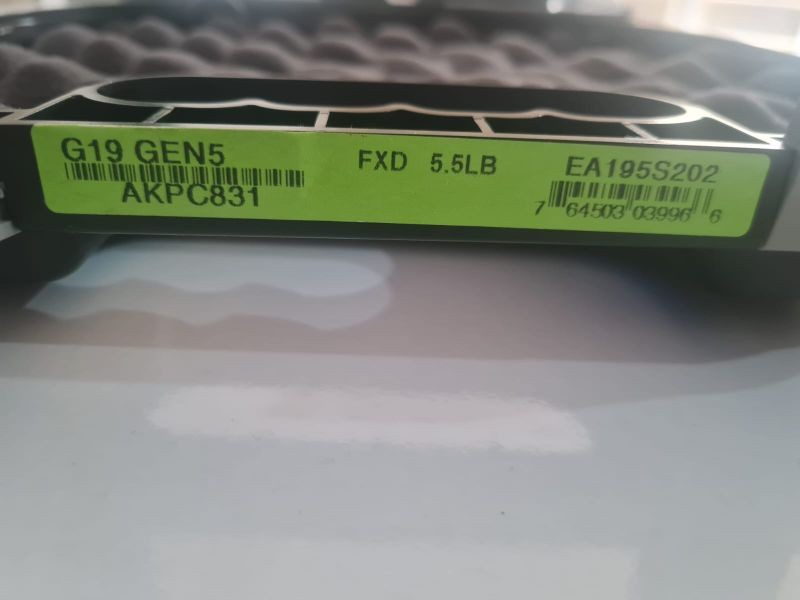 G19 GEN5 FXD 5.5LB EA195S202
AKPC831 7 64503 03996 6